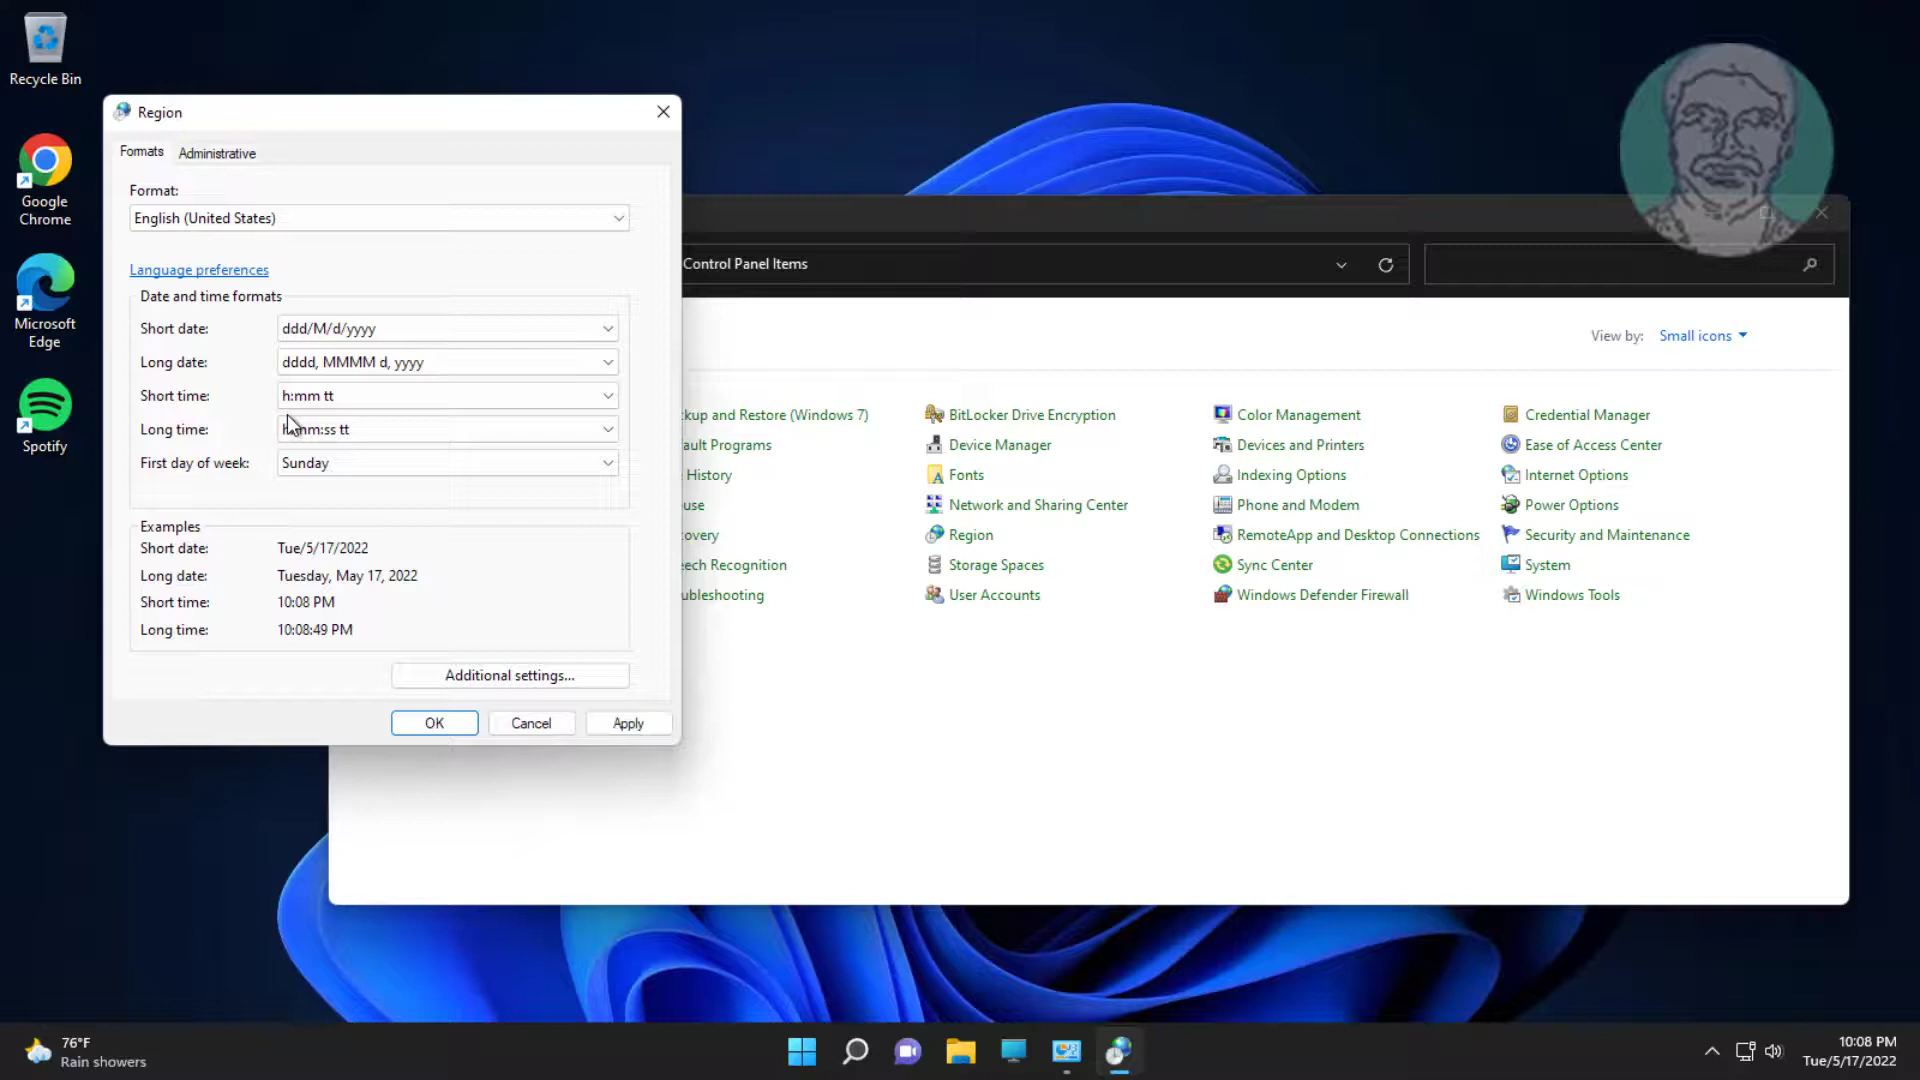 Recycle Bin
Google
Chrome
Microsoft
Edge
Spotify
Region
Formats
Administrative
Format:
English (United States)
Language preferences
Date and time formats
Short date:
ddd/M/d/yyyy
Long date:
dddd, MMMM d, yyyy
Short time:
h:mm tt
Long time:
mm:ss tt
First day of week:
Sunday
Examples
Short date:
Tue/5/17/2022
Long date:
Tuesday, May 17, 2022
Short time:
10:08 PM
Long time:
10:08:49 PM
Additional settings...
OK
Cancel
Apply
Control Panel Items
View by:
Small icons
kup and Restore (Windows 7)
BitLocker Drive Encryption
Color Management
Credential Manager
ault Programs
Device Manager
Devices and Printers
Ease of Access Center
History
Fonts
Indexing Options
Internet Options
use
Network and Sharing Center
Phone and Modem
Power Options
overy
Region
RemoteApp and Desktop Connections
Security and Maintenance
ech Recognition
Storage Spaces
Sync Center
System
ubleshooting
User Accounts
Windows Defender Firewall
Windows Tools
76°F
Rain showers
10:08 PM
Tue/5/17/2022